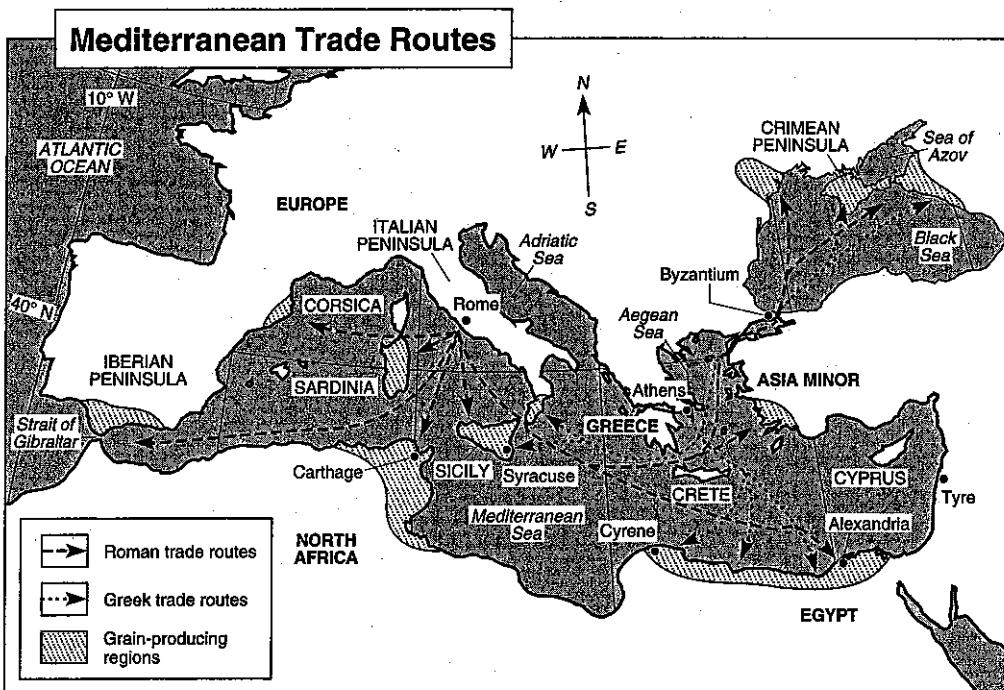 Mediterranean Trade Routes
10° W
ATLANTIC
OCEAN
N
W
E
S
CRIMEAN
PENINSULA
Sea of
Azov
EUROPE
ITALIAN
PENINSULA
Adriatic
Sea
Black
Sea
Byzantium
40° N
CORSICA
Rome
Aegean
Sea
IBERIAN
PENINSULA
SARDINIA
Athens
ASIA MINOR
Strait of
Gibraltar
GREECE
Carthage
SICILY
Syracuse
CRETE
CYPRUS
Tyre
Mediterranean
Sea
Cyrene
Alexandria
NORTH
AFRICA
EGYPT
Roman trade routes
Greek trade routes
Grain-producing
regions